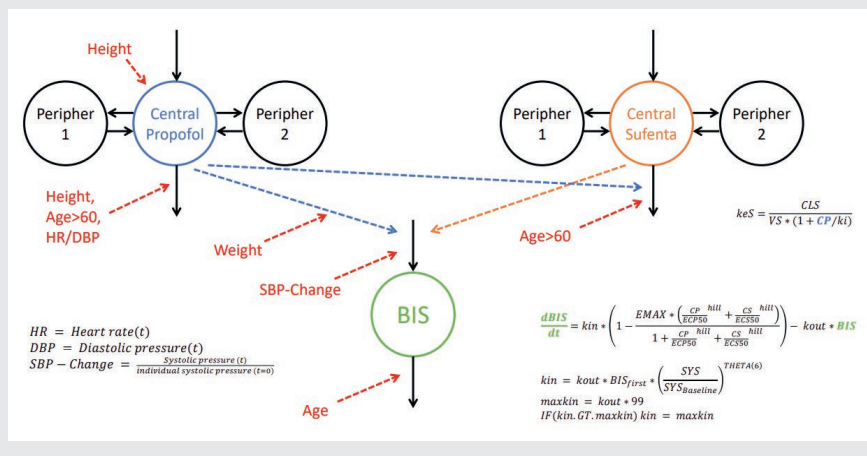 Height
Peripher
1
Central
Propofol
Peripher
2
Peripher
1
Central
Sufenta
Peripher
2
Height,
Age>60,
HR/DBP
Weight
Age>60
keS = CLS / VS * (1 + CP/ki)
SBP-Change
BIS
HR = Heart rate(t)
DBP = Diastolic pressure(t)
SBP − Change = Systolic pressure (t) / individual systolic pressure (t=0)
dBIS/dt = kin * (1 − EMAX * (CP/ECP50 hill + CS/ECS50 hill) / 1 + CP/ECP50 hill + CS/ECS50 hill) − kout * BIS
kin = kout * BISfirst * (SYS/SYSBaseline)THETA(6)
maxkin = kout * 99
IF(kin.GT.maxkin) kin = maxkin
Age